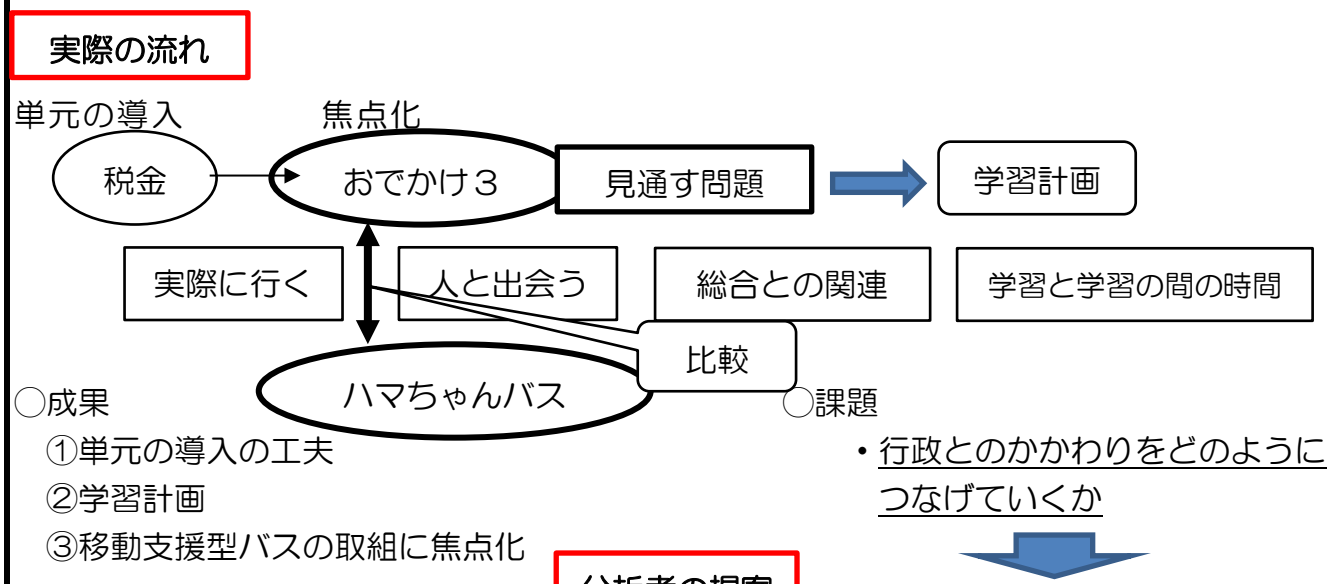 実際の流れ
単元の導入 焦点化
税金 おでかけ3 見通す問題 学習計画
実際に行く 人と出会う 総合との関連 学習と学習の間の時間
比較
ハマちゃんバス
○成果 ○課題
①単元の導入の工夫 ・行政とのかかわりをどのように
②学習計画 つなげていくか
③移動支援型バスの取組に焦点化
分析者の提案